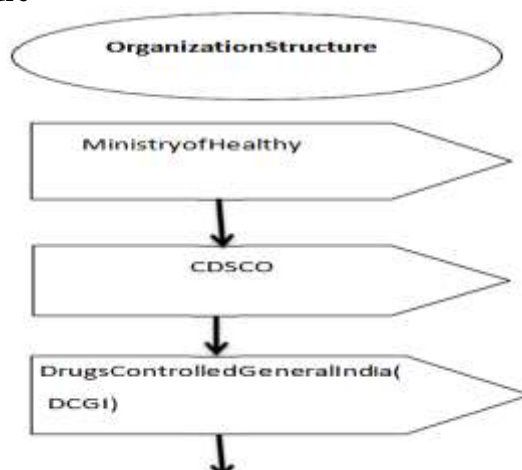 OrganizationStructure
MinistryofHealthy
CDSCO
DrugsControlledGeneralIndia(
DCGI)